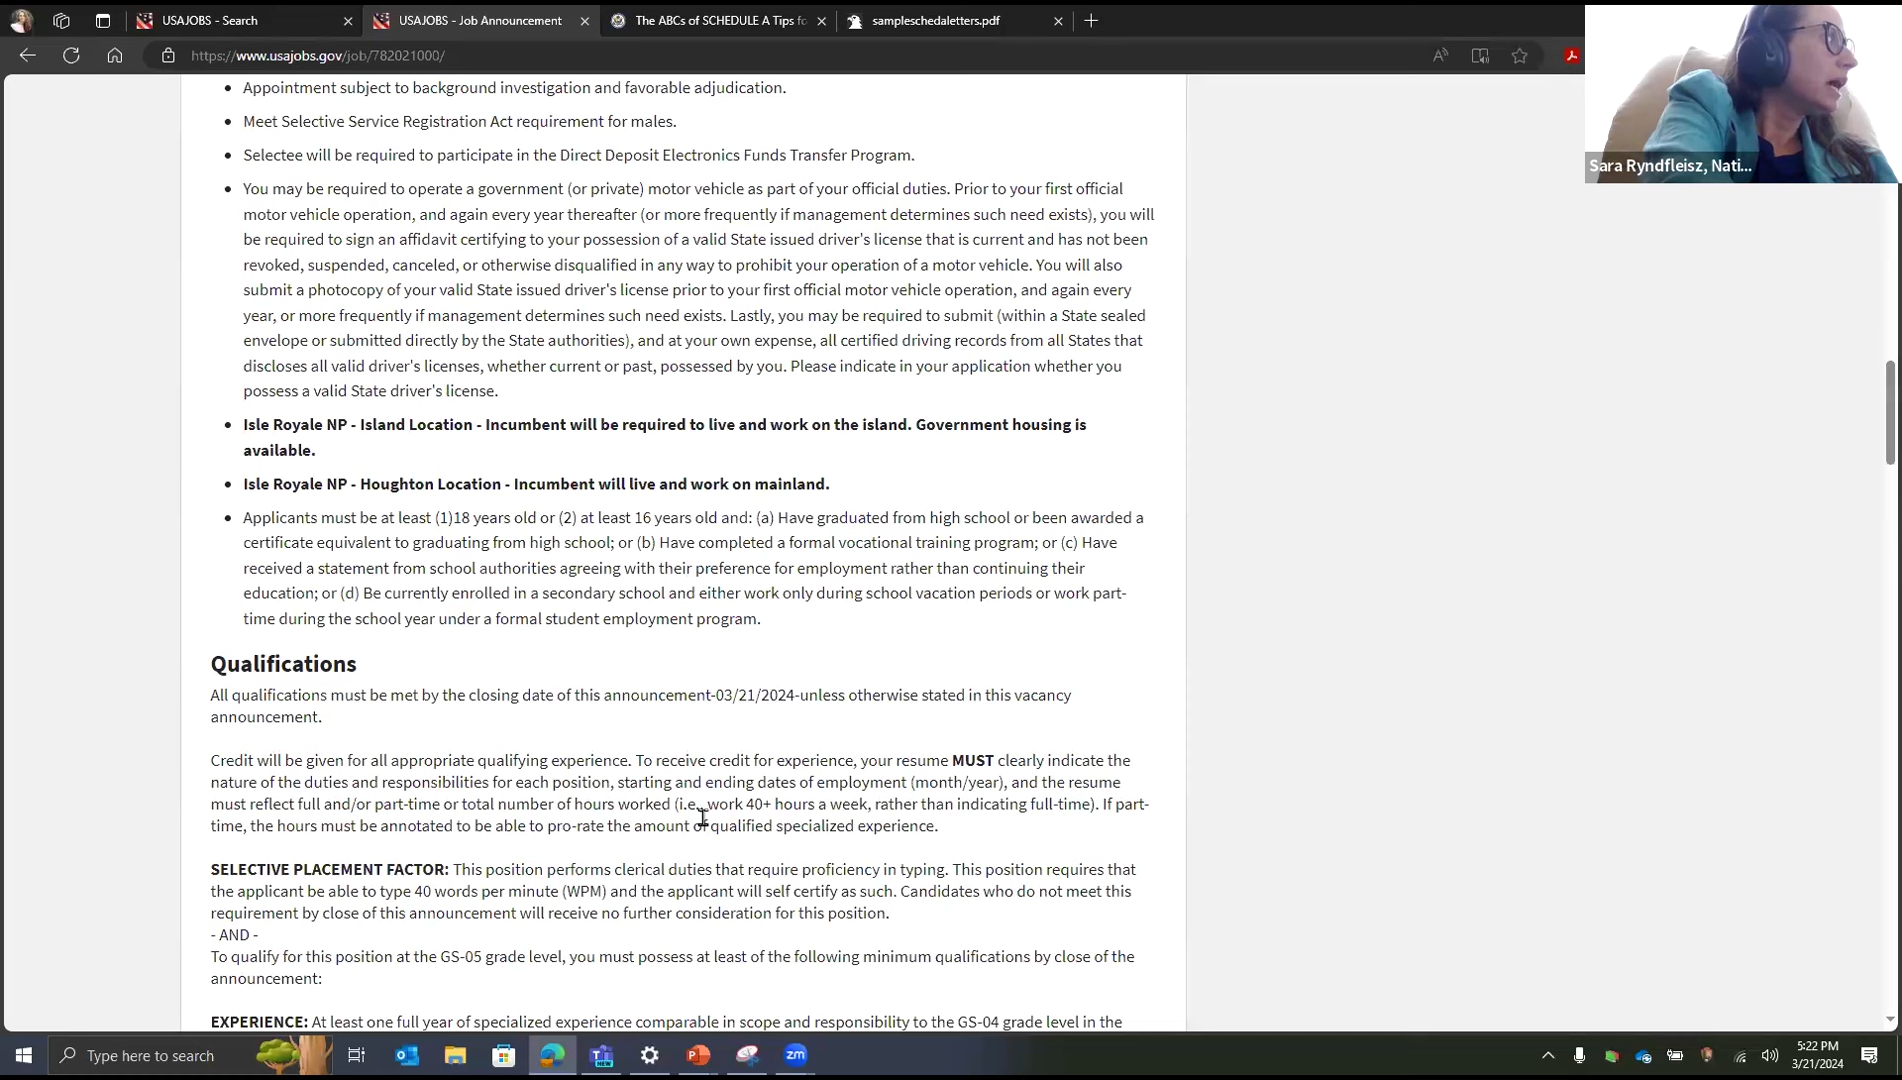 USAJOBS - Search
USAJOBS - Job Announcement
The ABCs of SCHEDULE A Tips fo
sampleschedaletters.pdf
https://www.usajobs.gov/job/782021000/
Sara Ryndfleisz, Nati...
• Appointment subject to background investigation and favorable adjudication.
• Meet Selective Service Registration Act requirement for males.
• Selectee will be required to participate in the Direct Deposit Electronics Funds Transfer Program.
• You may be required to operate a government (or private) motor vehicle as part of your official duties. Prior to your first official
motor vehicle operation, and again every year thereafter (or more frequently if management determines such need exists), you will
be required to sign an affidavit certifying to your possession of a valid State issued driver's license that is current and has not been
revoked, suspended, canceled, or otherwise disqualified in any way to prohibit your operation of a motor vehicle. You will also
submit a photocopy of your valid State issued driver's license prior to your first official motor vehicle operation, and again every
year, or more frequently if management determines such need exists. Lastly, you may be required to submit (within a State sealed
envelope or submitted directly by the State authorities), and at your own expense, all certified driving records from all States that
discloses all valid driver's licenses, whether current or past, possessed by you. Please indicate in your application whether you
possess a valid State driver's license.
• Isle Royale NP - Island Location - Incumbent will be required to live and work on the island. Government housing is
available.
• Isle Royale NP - Houghton Location - Incumbent will live and work on mainland.
• Applicants must be at least (1)18 years old or (2) at least 16 years old and: (a) Have graduated from high school or been awarded a
certificate equivalent to graduating from high school; or (b) Have completed a formal vocational training program; or (c) Have
received a statement from school authorities agreeing with their preference for employment rather than continuing their
education; or (d) Be currently enrolled in a secondary school and either work only during school vacation periods or work part-
time during the school year under a formal student employment program.
Qualifications
All qualifications must be met by the closing date of this announcement-03/21/2024-unless otherwise stated in this vacancy
announcement.
Credit will be given for all appropriate qualifying experience. To receive credit for experience, your resume MUST clearly indicate the
nature of the duties and responsibilities for each position, starting and ending dates of employment (month/year), and the resume
must reflect full and/or part-time or total number of hours worked (i.e., work 40+ hours a week, rather than indicating full-time). If part-
time, the hours must be annotated to be able to pro-rate the amount of qualified specialized experience.
SELECTIVE PLACEMENT FACTOR: This position performs clerical duties that require proficiency in typing. This position requires that
the applicant be able to type 40 words per minute (WPM) and the applicant will self certify as such. Candidates who do not meet this
requirement by close of this announcement will receive no further consideration for this position.
- AND -
To qualify for this position at the GS-05 grade level, you must possess at least of the following minimum qualifications by close of the
announcement:
EXPERIENCE: At least one full year of specialized experience comparable in scope and responsibility to the GS-04 grade level in the
Type here to search
5:22 PM
3/21/2024